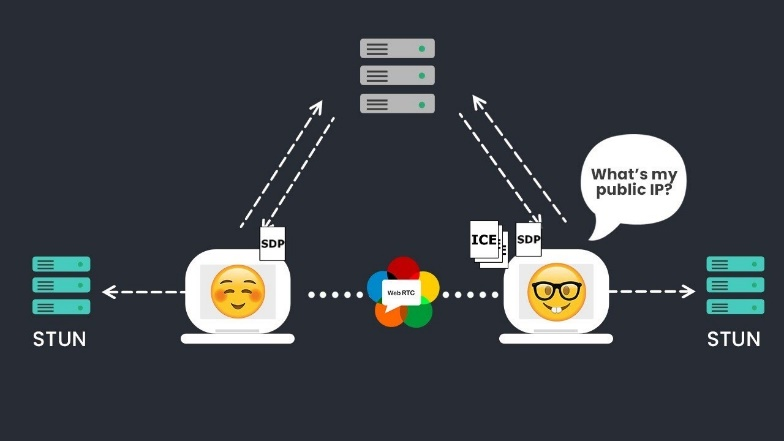 What's my
public IP?
ICE
SDP
SDP
WebRTC
STUN
STUN